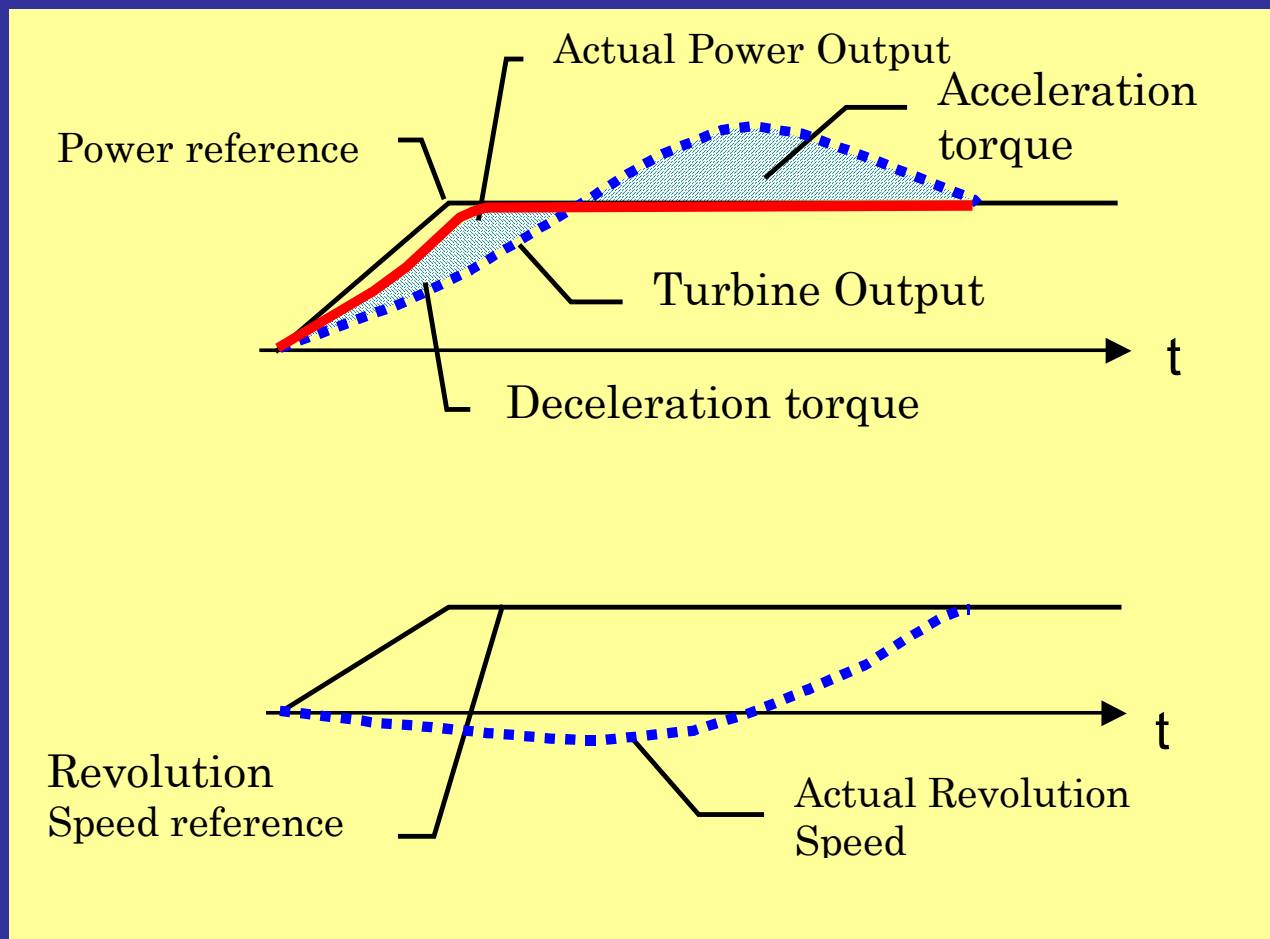 Actual Power Output
Acceleration
torque
Power reference
Turbine Output
t
Deceleration torque
t
Revolution
Speed reference
Actual Revolution
Speed